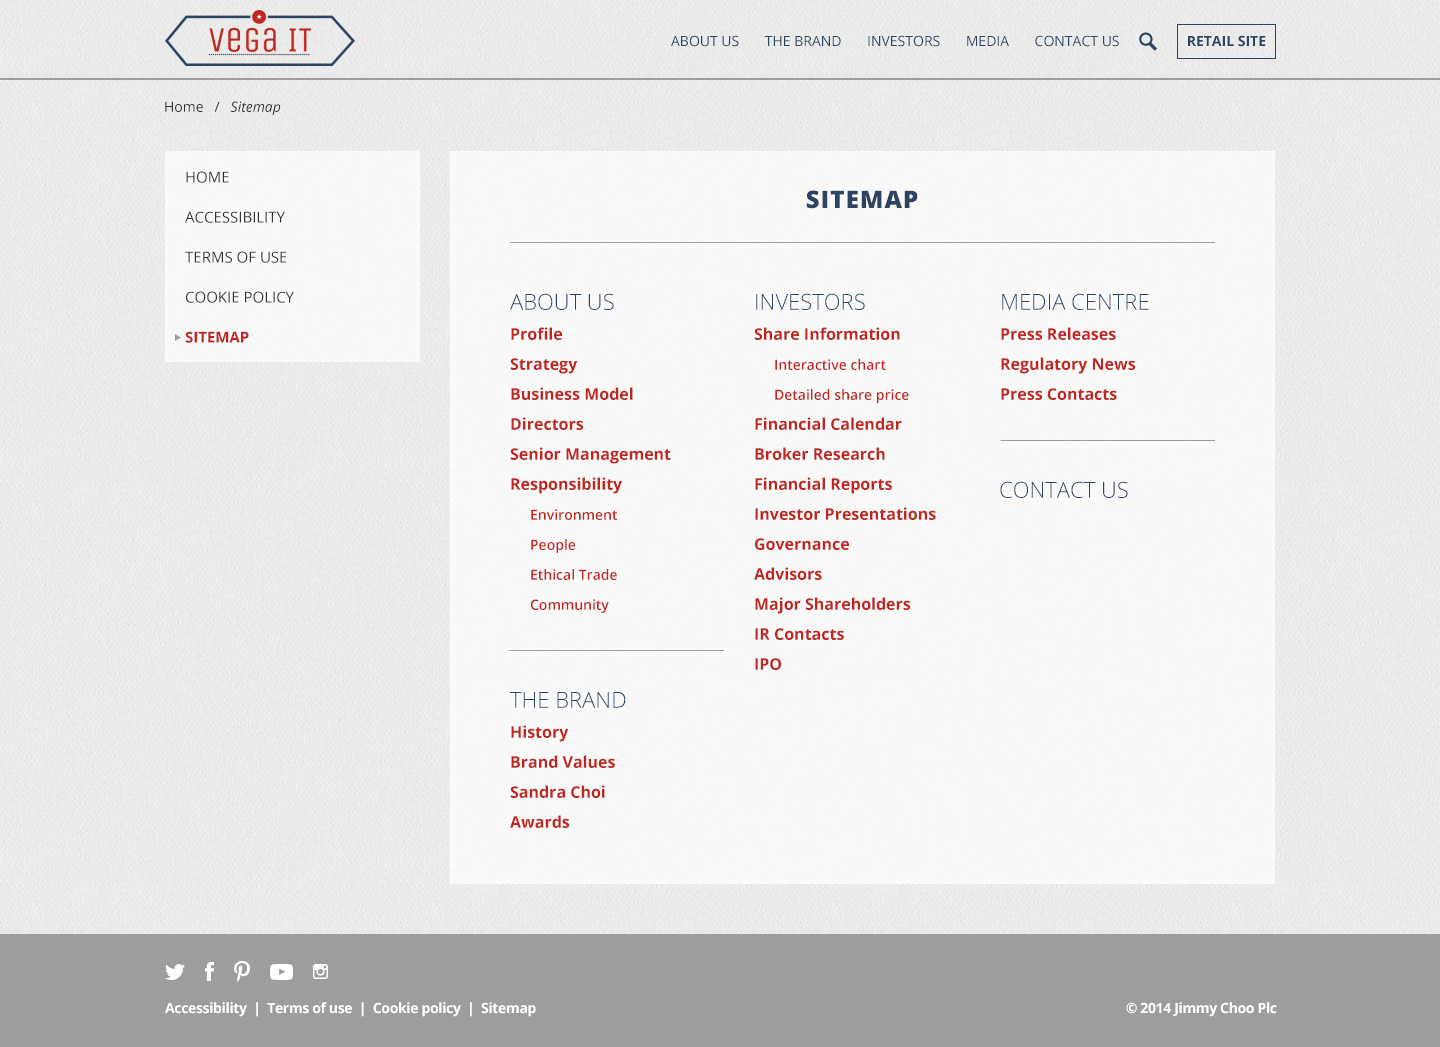 VEGA IT
ABOUT US THE BRAND INVESTORS MEDIA CONTACT US RETAIL SITE
Home / Sitemap
HOME
ACCESSIBILITY
TERMS OF USE
COOKIE POLICY
SITEMAP
SITEMAP
ABOUT US
Profile
Strategy
Business Model
Directors
Senior Management
Responsibility
Environment
People
Ethical Trade
Community
THE BRAND
History
Brand Values
Sandra Choi
Awards
INVESTORS
Share Information
Interactive chart
Detailed share price
Financial Calendar
Broker Research
Financial Reports
Investor Presentations
Governance
Advisors
Major Shareholders
IR Contacts
IPO
MEDIA CENTRE
Press Releases
Regulatory News
Press Contacts
CONTACT US
Accessibility | Terms of use | Cookie policy | Sitemap
© 2014 Jimmy Choo Plc